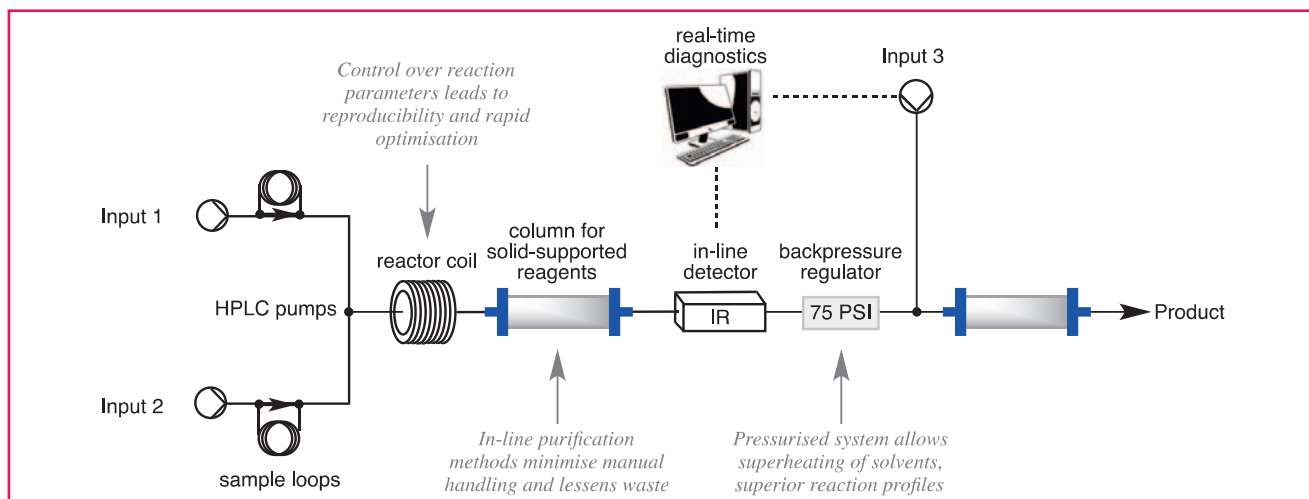 real-time
diagnostics
Input 3
Control over reaction
parameters leads to
reproducibility and rapid
optimisation
Input 1
column for
solid-supported
reagents
in-line
detector
backpressure
regulator
reactor coil
HPLC pumps
IR
75 PSI
Product
Input 2
sample loops
In-line purification
methods minimise manual
handling and lessens waste
Pressurised system allows
superheating of solvents,
superior reaction profiles